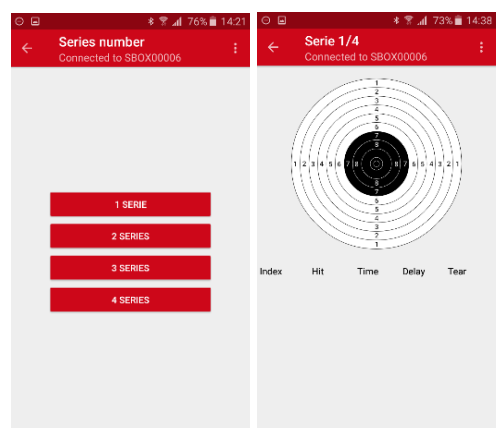 76% 14:21
Series number
Connected to SBOX00006
1 SERIE
2 SERIES
3 SERIES
4 SERIES
73% 14:38
Serie 1/4
Connected to SBOX00006
1
2
3
4
5
6
7
8
1 2 3 4 5 6 7 8 8 7 6 5 4 3 2 1
8
7
6
5
4
3
2
1
Index Hit Time Delay Tear